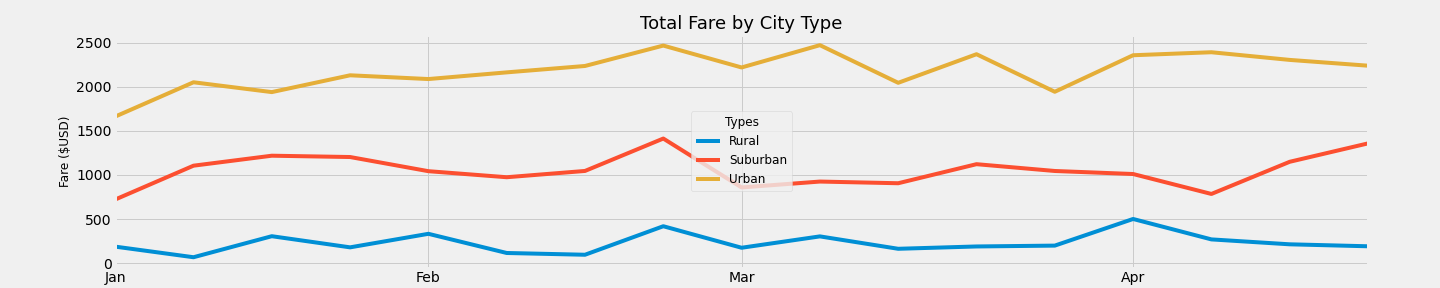 Total Fare by City Type
Fare ($USD)
2500
2000
1500
1000
500
0
Types
Rural
Suburban
Urban
Jan Feb Mar Apr